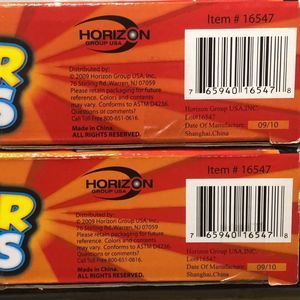 Item # 16547
HORIZON
GROUP USA
ER
S
Distributed by:
© 2009 Horizon Group USA, Inc.
76 Stirling Rd. Warren, NJ 07059
Please retain packaging for future
reference. Colors and contents
may vary. Conforms to ASTM D4236.
Questions or comments?
Call Toll Free 800-651-0616.
Made in China.
ALL RIGHTS RESERVED.
7 65940 16547 8
Horizon Group USA,INC.
Lot#16547
Date Of Manufacture: 09/10
Shanghai,China
Item # 16547
HORIZON
GROUP USA
ER
S
Distributed by:
© 2009 Horizon Group USA, Inc.
76 Stirling Rd. Warren, NJ 07059
Please retain packaging for future
reference. Colors and contents
may vary. Conforms to ASTM D4236.
Questions or comments?
Call Toll Free 800-651-0616.
Made in China.
ALL RIGHTS RESERVED.
7 65940 16547 8
Horizon Group USA,INC.
Lot#16547
Date Of Manufacture: 09/10
Shanghai,China